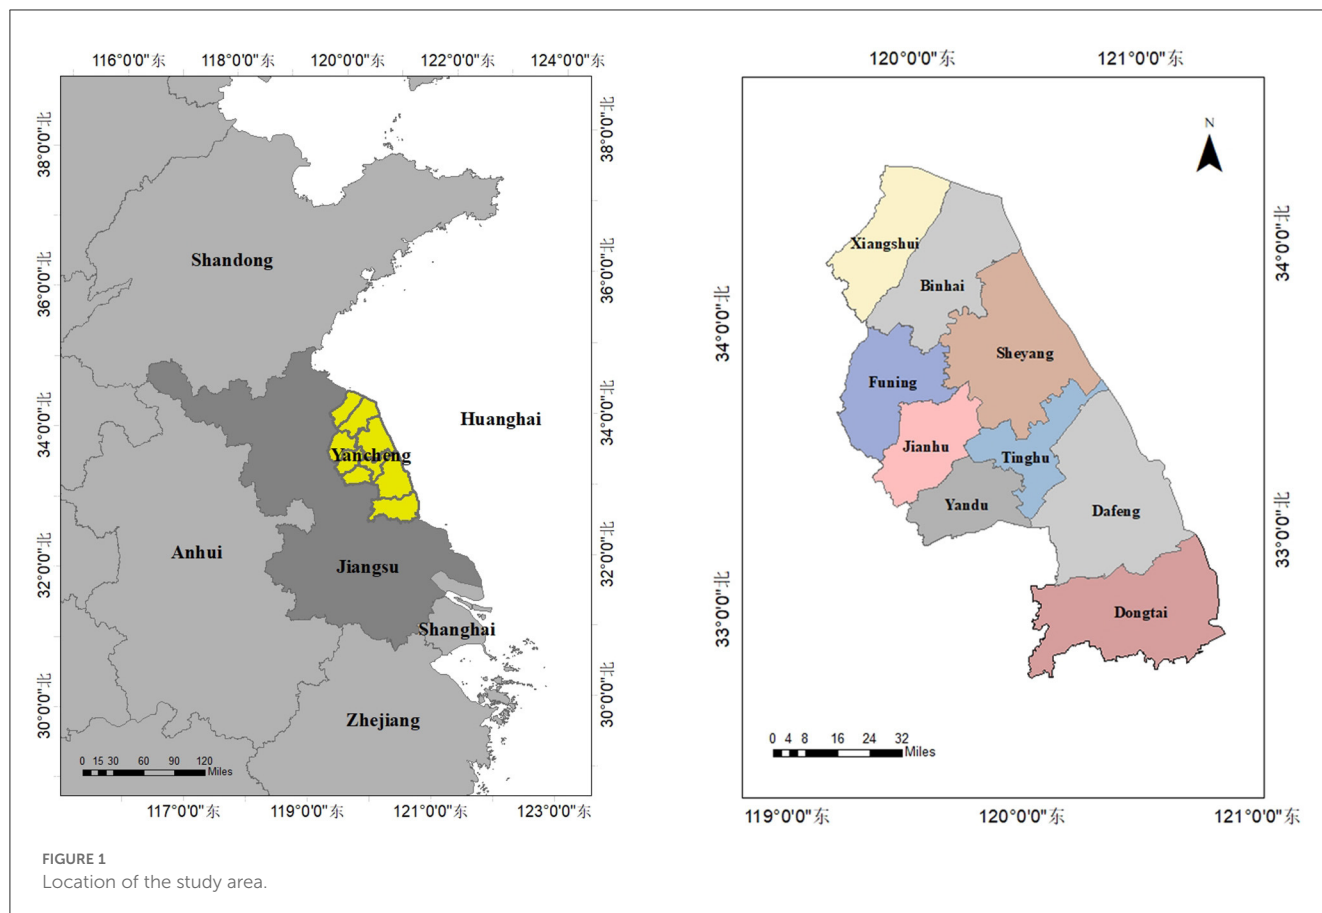 116°0'0"东 118°0'0"东 120°0'0"东 122°0'0"东 124°0'0"东
38°0'0"北
36°0'0"北
34°0'0"北
32°0'0"北
30°0'0"北
Shandong
Huanghai
Yancheng
Anhui
Jiangsu
Shanghai
Zhejiang
0 15 30 60 90 120
Miles
38°0'0"北
36°0'0"北
34°0'0"北
32°0'0"北
30°0'0"北
117°0'0"东 119°0'0"东 121°0'0"东 123°0'0"东
120°0'0"东 121°0'0"东
N
34°0'0"北
33°0'0"北
Xiangshui
Binhai
Sheyang
Funing
Jianhu
Tinghu
Yandu
Dafeng
Dongtai
0 4 8 16 24 32
Miles
34°0'0"北
33°0'0"北
119°0'0"东 120°0'0"东 121°0'0"东
FIGURE 1
Location of the study area.